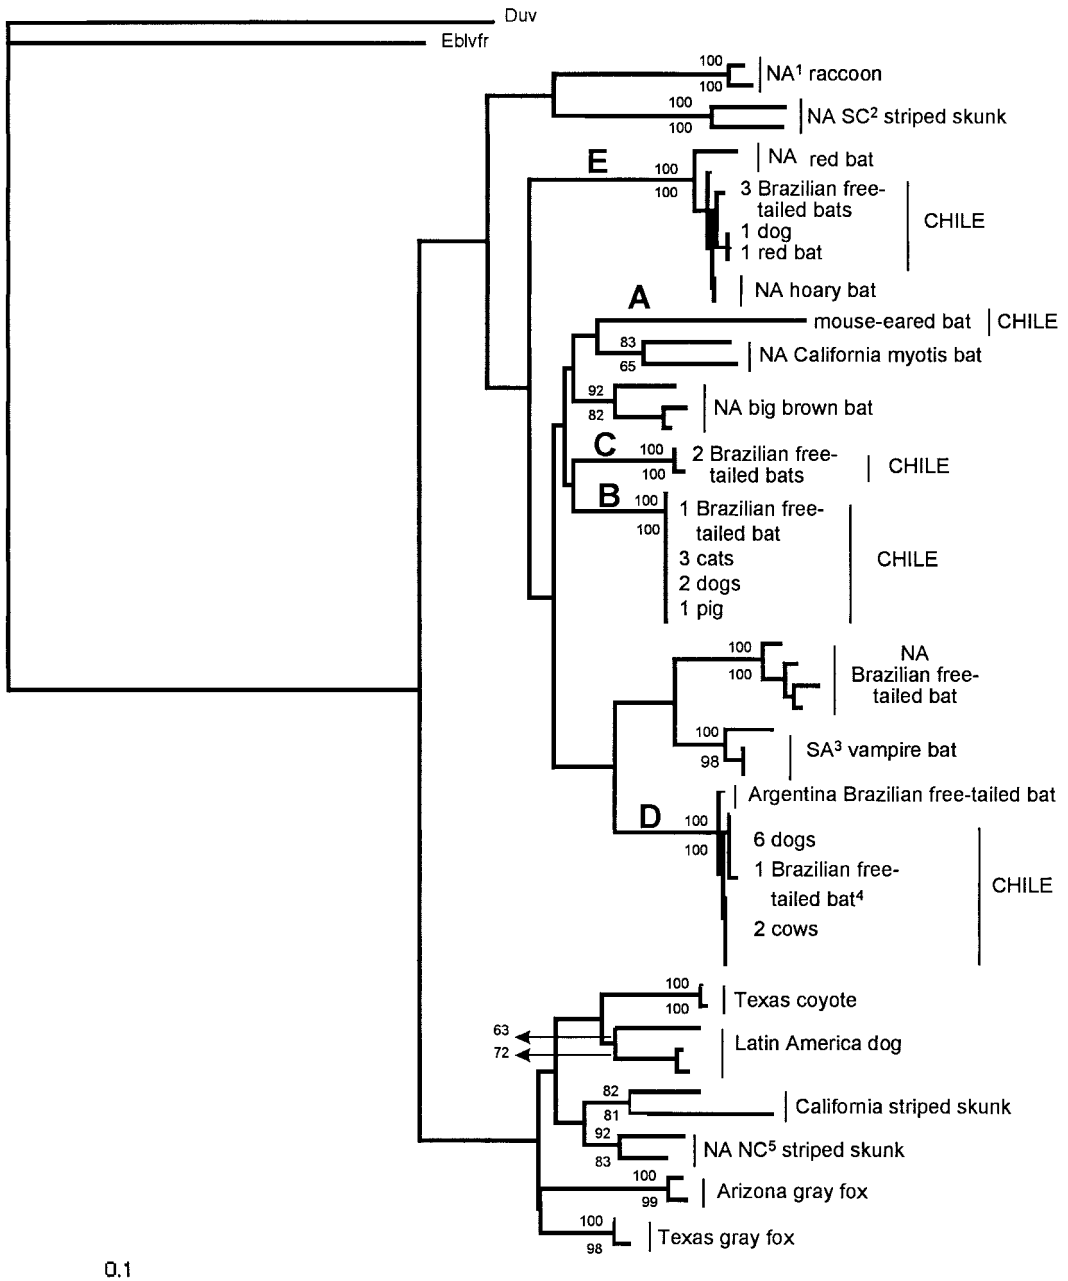 Duv
Eblvfr
100
100
NA¹ raccoon
100
100
NA SC² striped skunk
E
100
100
NA red bat
3 Brazilian free-
tailed bats
1 dog
1 red bat
CHILE
NA hoary bat
A
mouse-eared bat
CHILE
83
65
NA California myotis bat
92
82
NA big brown bat
C
100
100
2 Brazilian free-
tailed bats
CHILE
B
100
100
1 Brazilian free-
tailed bat
3 cats
2 dogs
1 pig
CHILE
100
100
NA
Brazilian free-
tailed bat
100
98
SA³ vampire bat
Argentina Brazilian free-tailed bat
D
100
100
6 dogs
1 Brazilian free-
tailed bat⁴
2 cows
CHILE
100
100
Texas coyote
63
72
Latin America dog
82
81
California striped skunk
92
83
NA NC⁵ striped skunk
100
99
Arizona gray fox
100
98
Texas gray fox
0.1